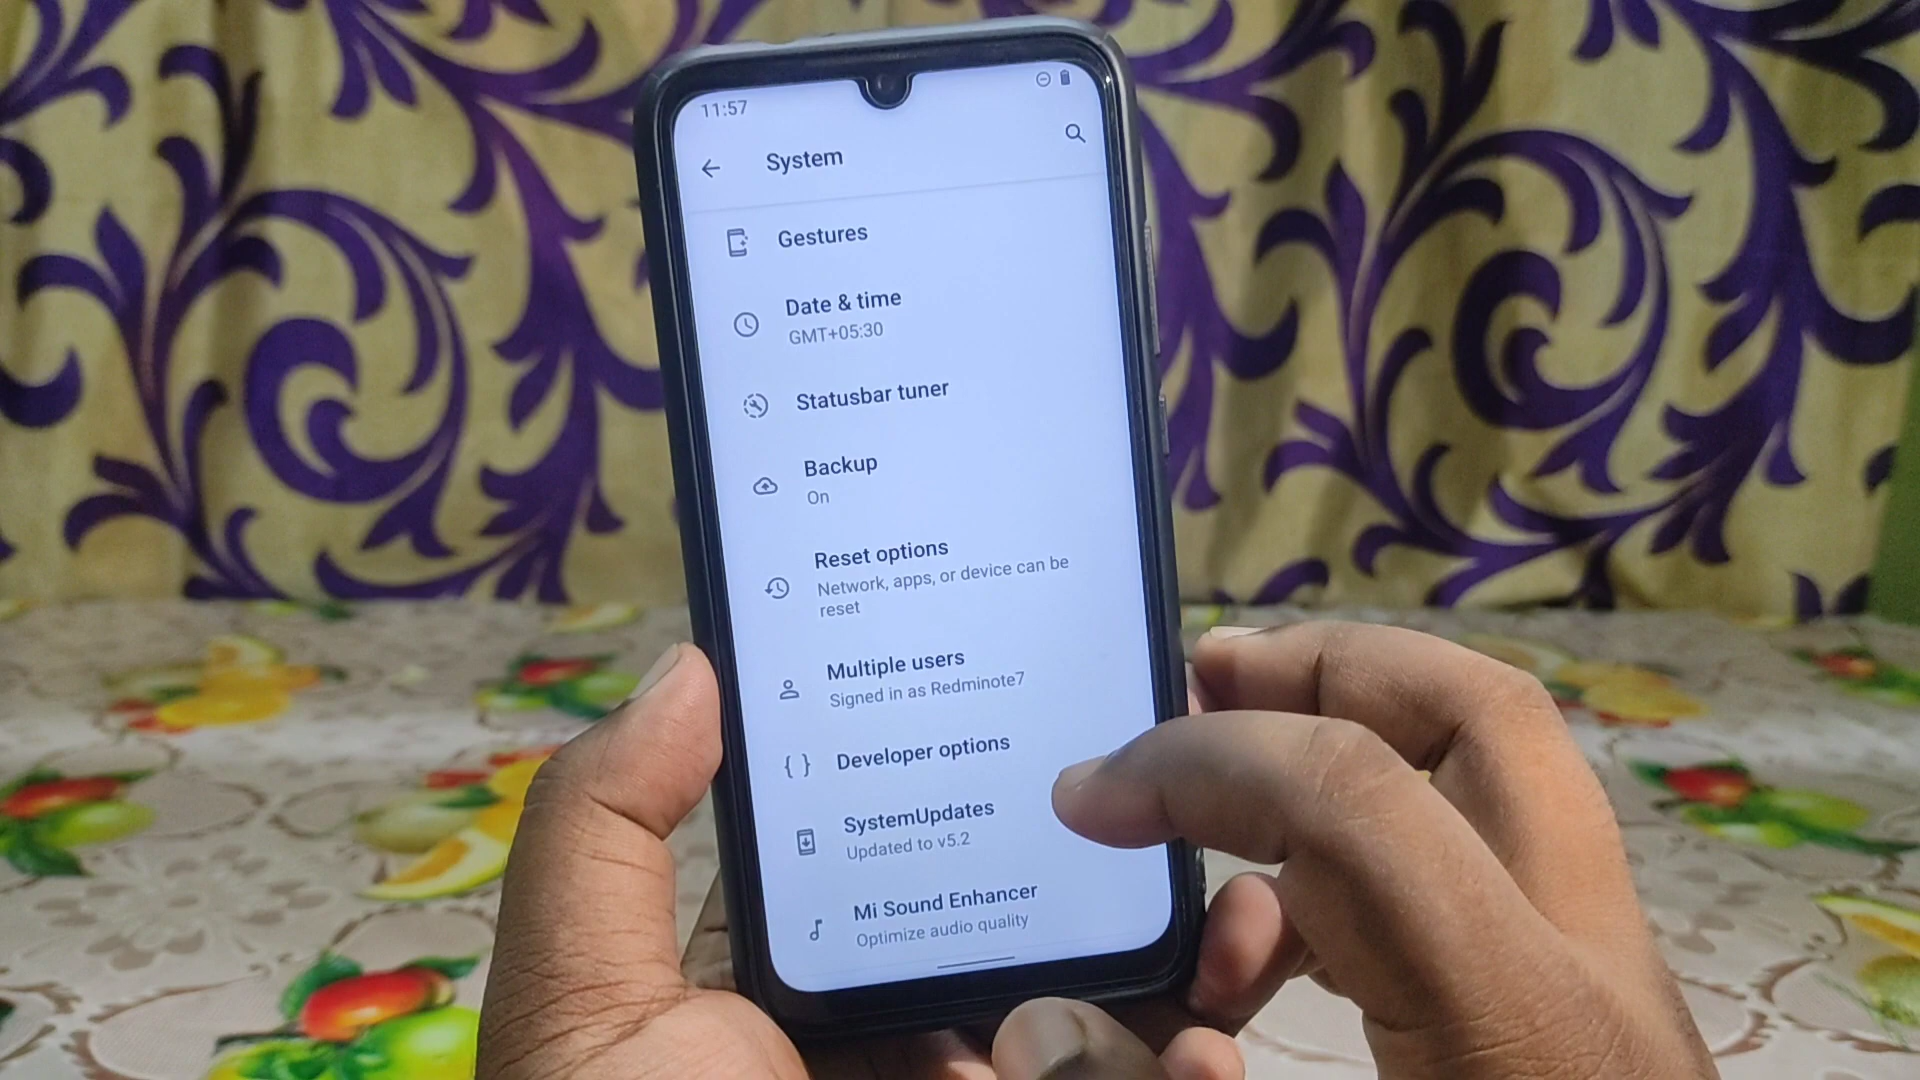 11:57
System
Gestures
Date & time
GMT+05:30
Statusbar tuner
Backup
On
Reset options
Network, apps, or device can be
reset
Multiple users
Signed in as Redminote7
{ } Developer options
SystemUpdates
Updated to v5.2
Mi Sound Enhancer
Optimize audio quality